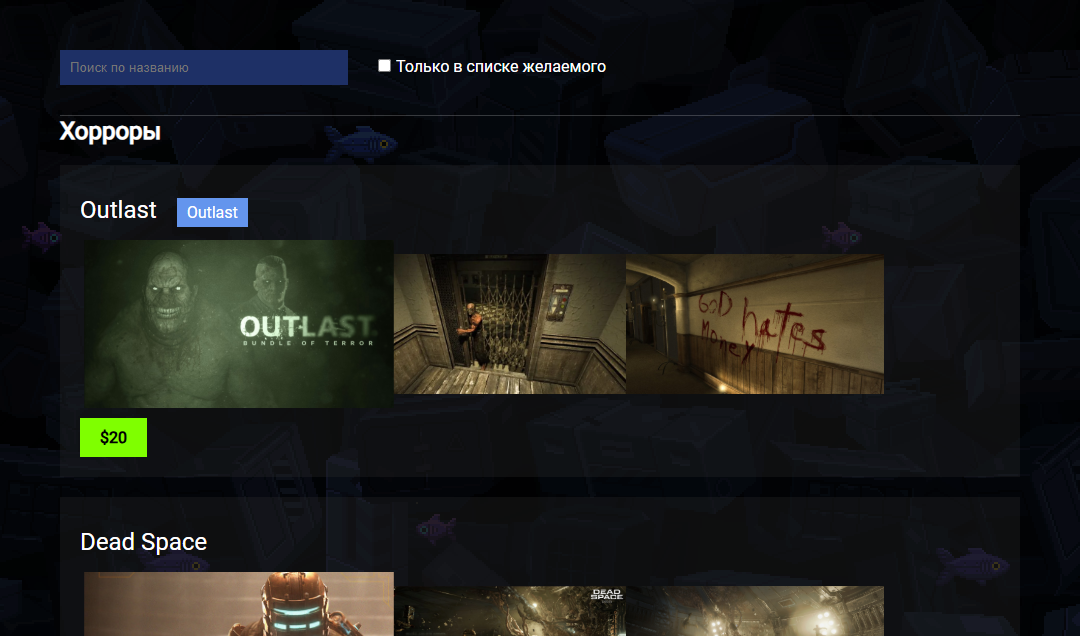 Поиск по названию
Только в списке желаемого
Хорроры
Outlast
Outlast
OUTLAST
BUNDLE OF TERROR
GOD hates
Money
$20
Dead Space
DEAD
SPACE